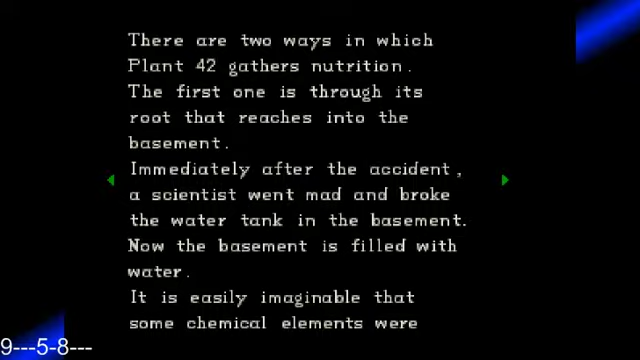 There are two ways in which
Plant 42 gathers nutrition.
The first one is through its
root that reaches into the
basement.
Immediately after the accident,
a scientist went mad and broke
the water tank in the basement.
Now the basement is filled with
water.
It is easily imaginable that
some chemical elements were
9---5-8---